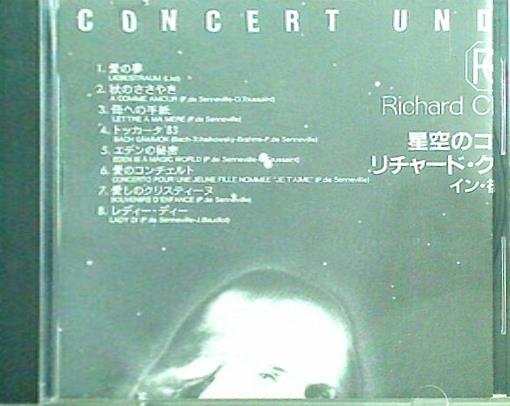 CONCERT UND
R
Richard Cl
星空のコ
リチャード・ク
イン・
1. 愛の夢
LIEBESTRAUM (Liszt)
2. 秋のささやき
A COMME AMOUR (P.de Senneville-O.Toussaint)
3. 母への手紙
LETTRE A MA MERE (P.de Senneville)
4. トッカータ'83
BACH GAMMON (Bach-Tchaikovsky-Brahms-P.de Senneville)
5. エデンの秘密
EDEN IS A MAGIC WORLD (P.de Senneville-O.Toussaint)
6. 愛のコンチェルト
CONCERTO POUR UNE JEUNE FILLE NOMMEE "JE T'AIME" (P.de Senneville)
7. 愛しのクリスティーヌ
SOUVENIRS D'ENFANCE (P.de Senneville)
8. レディー・ディー
LADY DI (P.de Senneville-J.Baudlot)